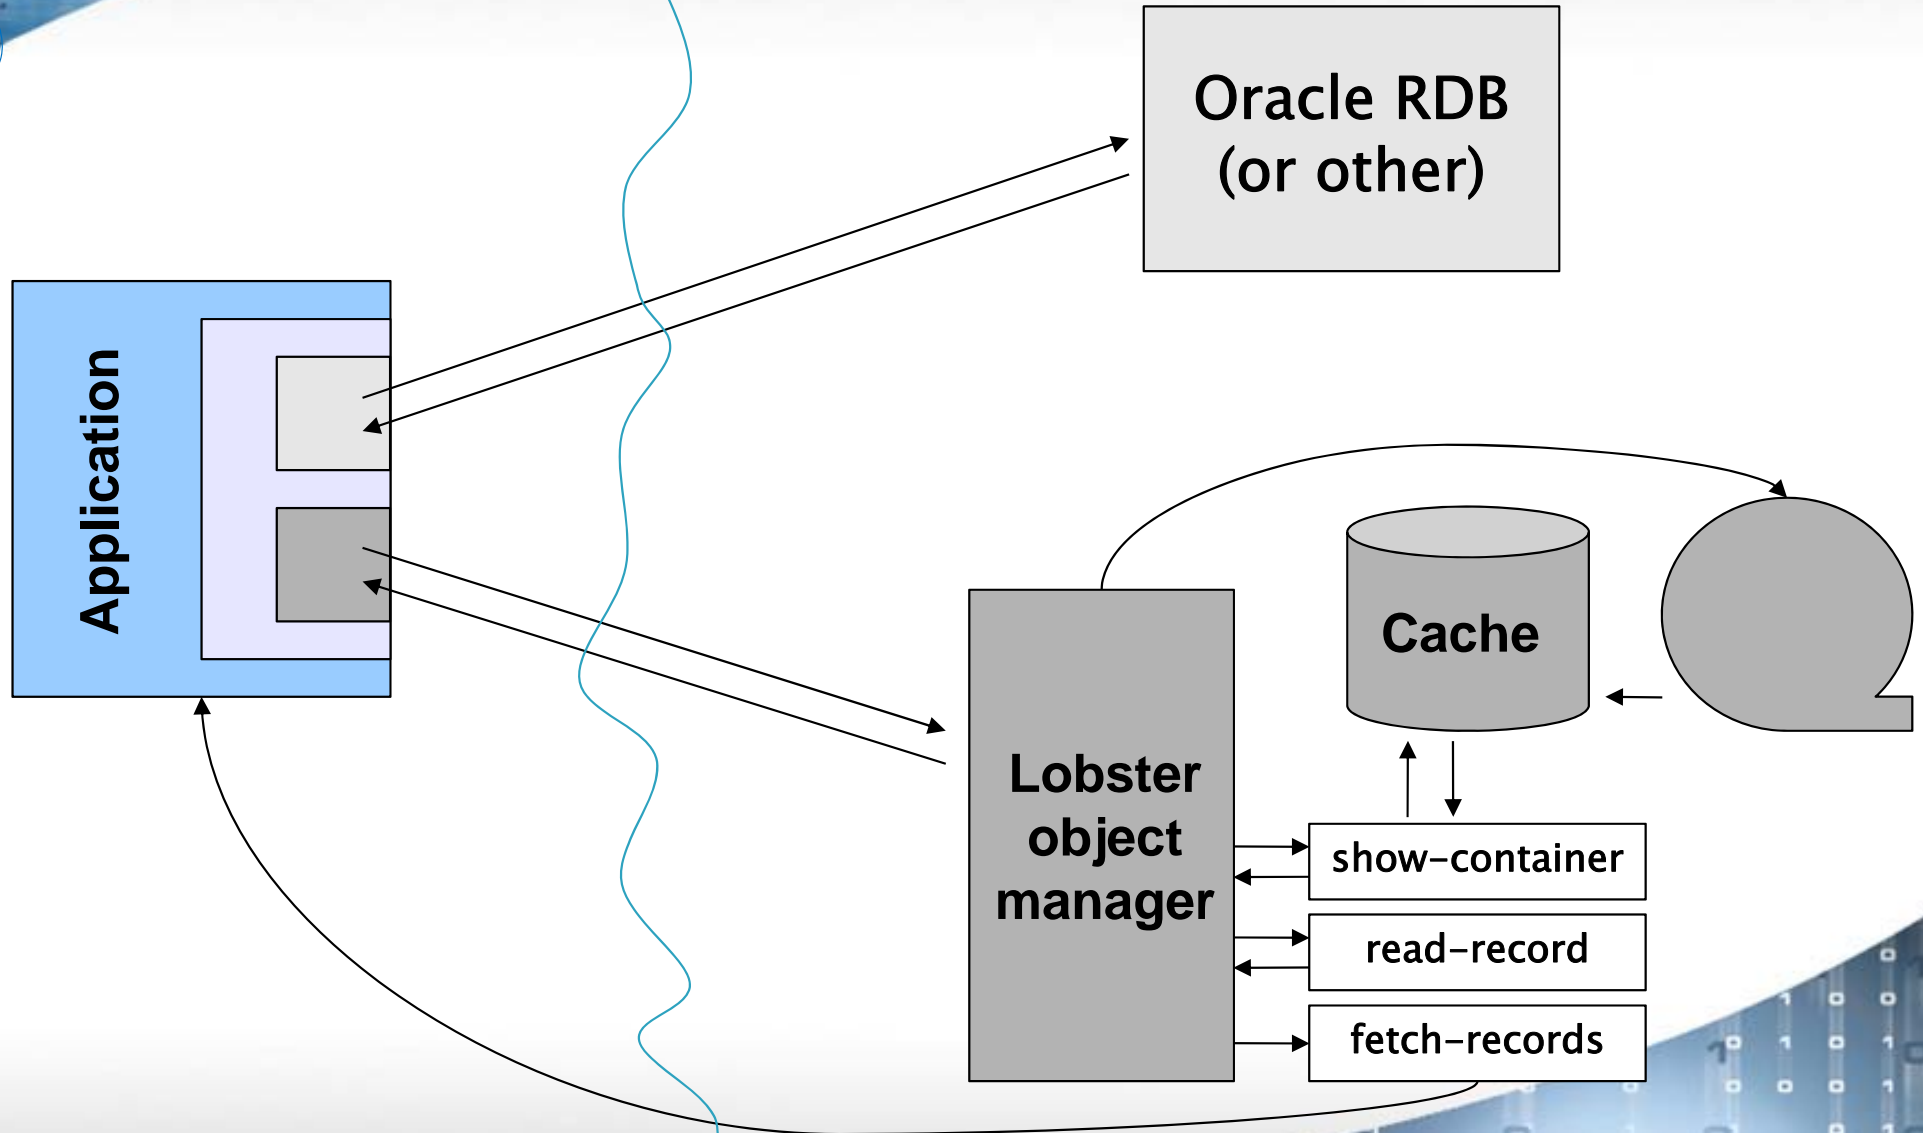 Oracle RDB
(or other)
Application
Cache
Lobster
object
manager
show-container
read-record
fetch-records